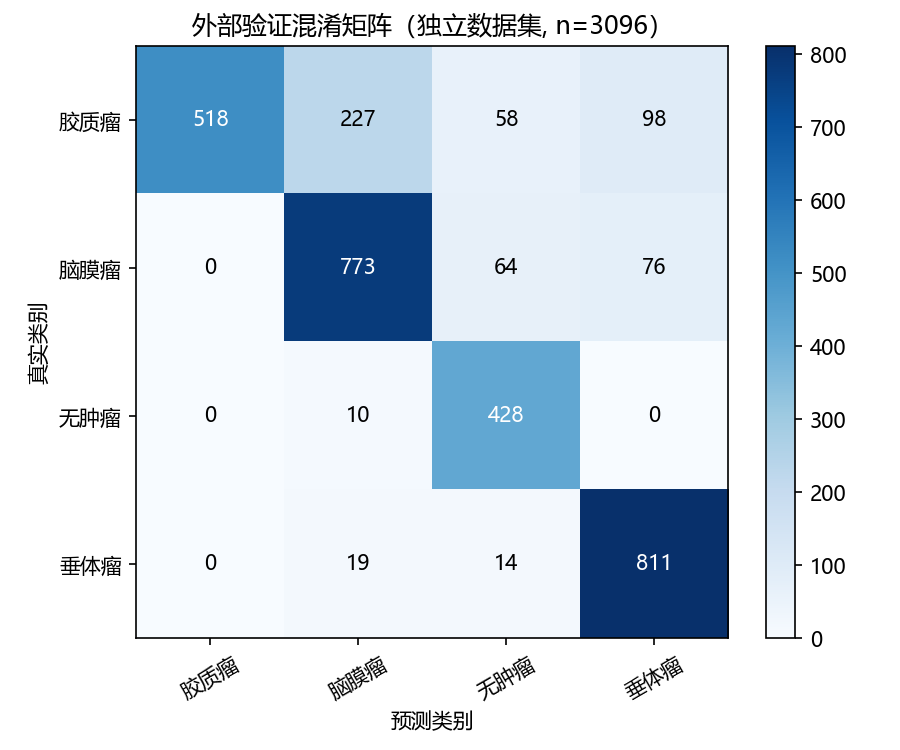 外部验证混淆矩阵（独立数据集, n=3096）
真实类别
胶质瘤 518 227 58 98
脑膜瘤 0 773 64 76
无肿瘤 0 10 428 0
垂体瘤 0 19 14 811
胶质瘤 脑膜瘤 无肿瘤 垂体瘤
预测类别
800
700
600
500
400
300
200
100
0